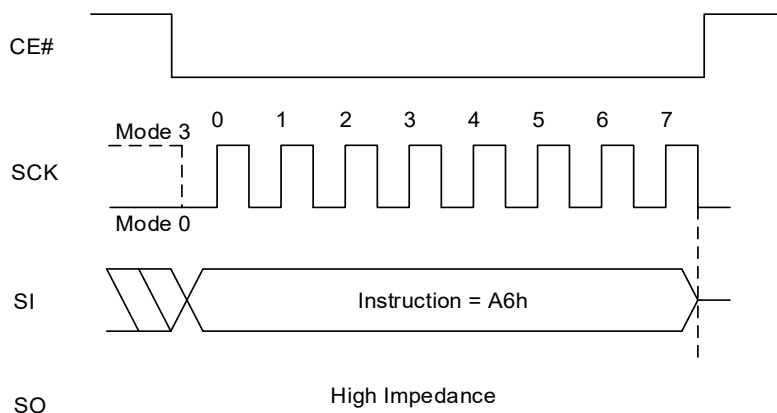 CE#
Mode 3
0 1 2 3 4 5 6 7
SCK
Mode 0
SI
Instruction = A6h
SO
High Impedance